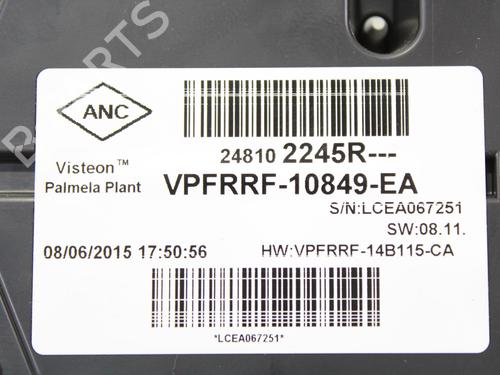 ANC
24810 2245R---
Visteon™
Palmela Plant
VPFRRF-10849-EA
S/N:LCEA067251
SW:08.11.
08/06/2015 17:50:56
HW:VPFRRF-14B115-CA
*LCEA067251*
PARTS